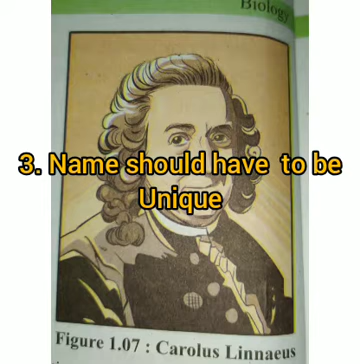 Biology
3. Name should have to be
Unique
Figure 1.07 : Carolus Linnaeus